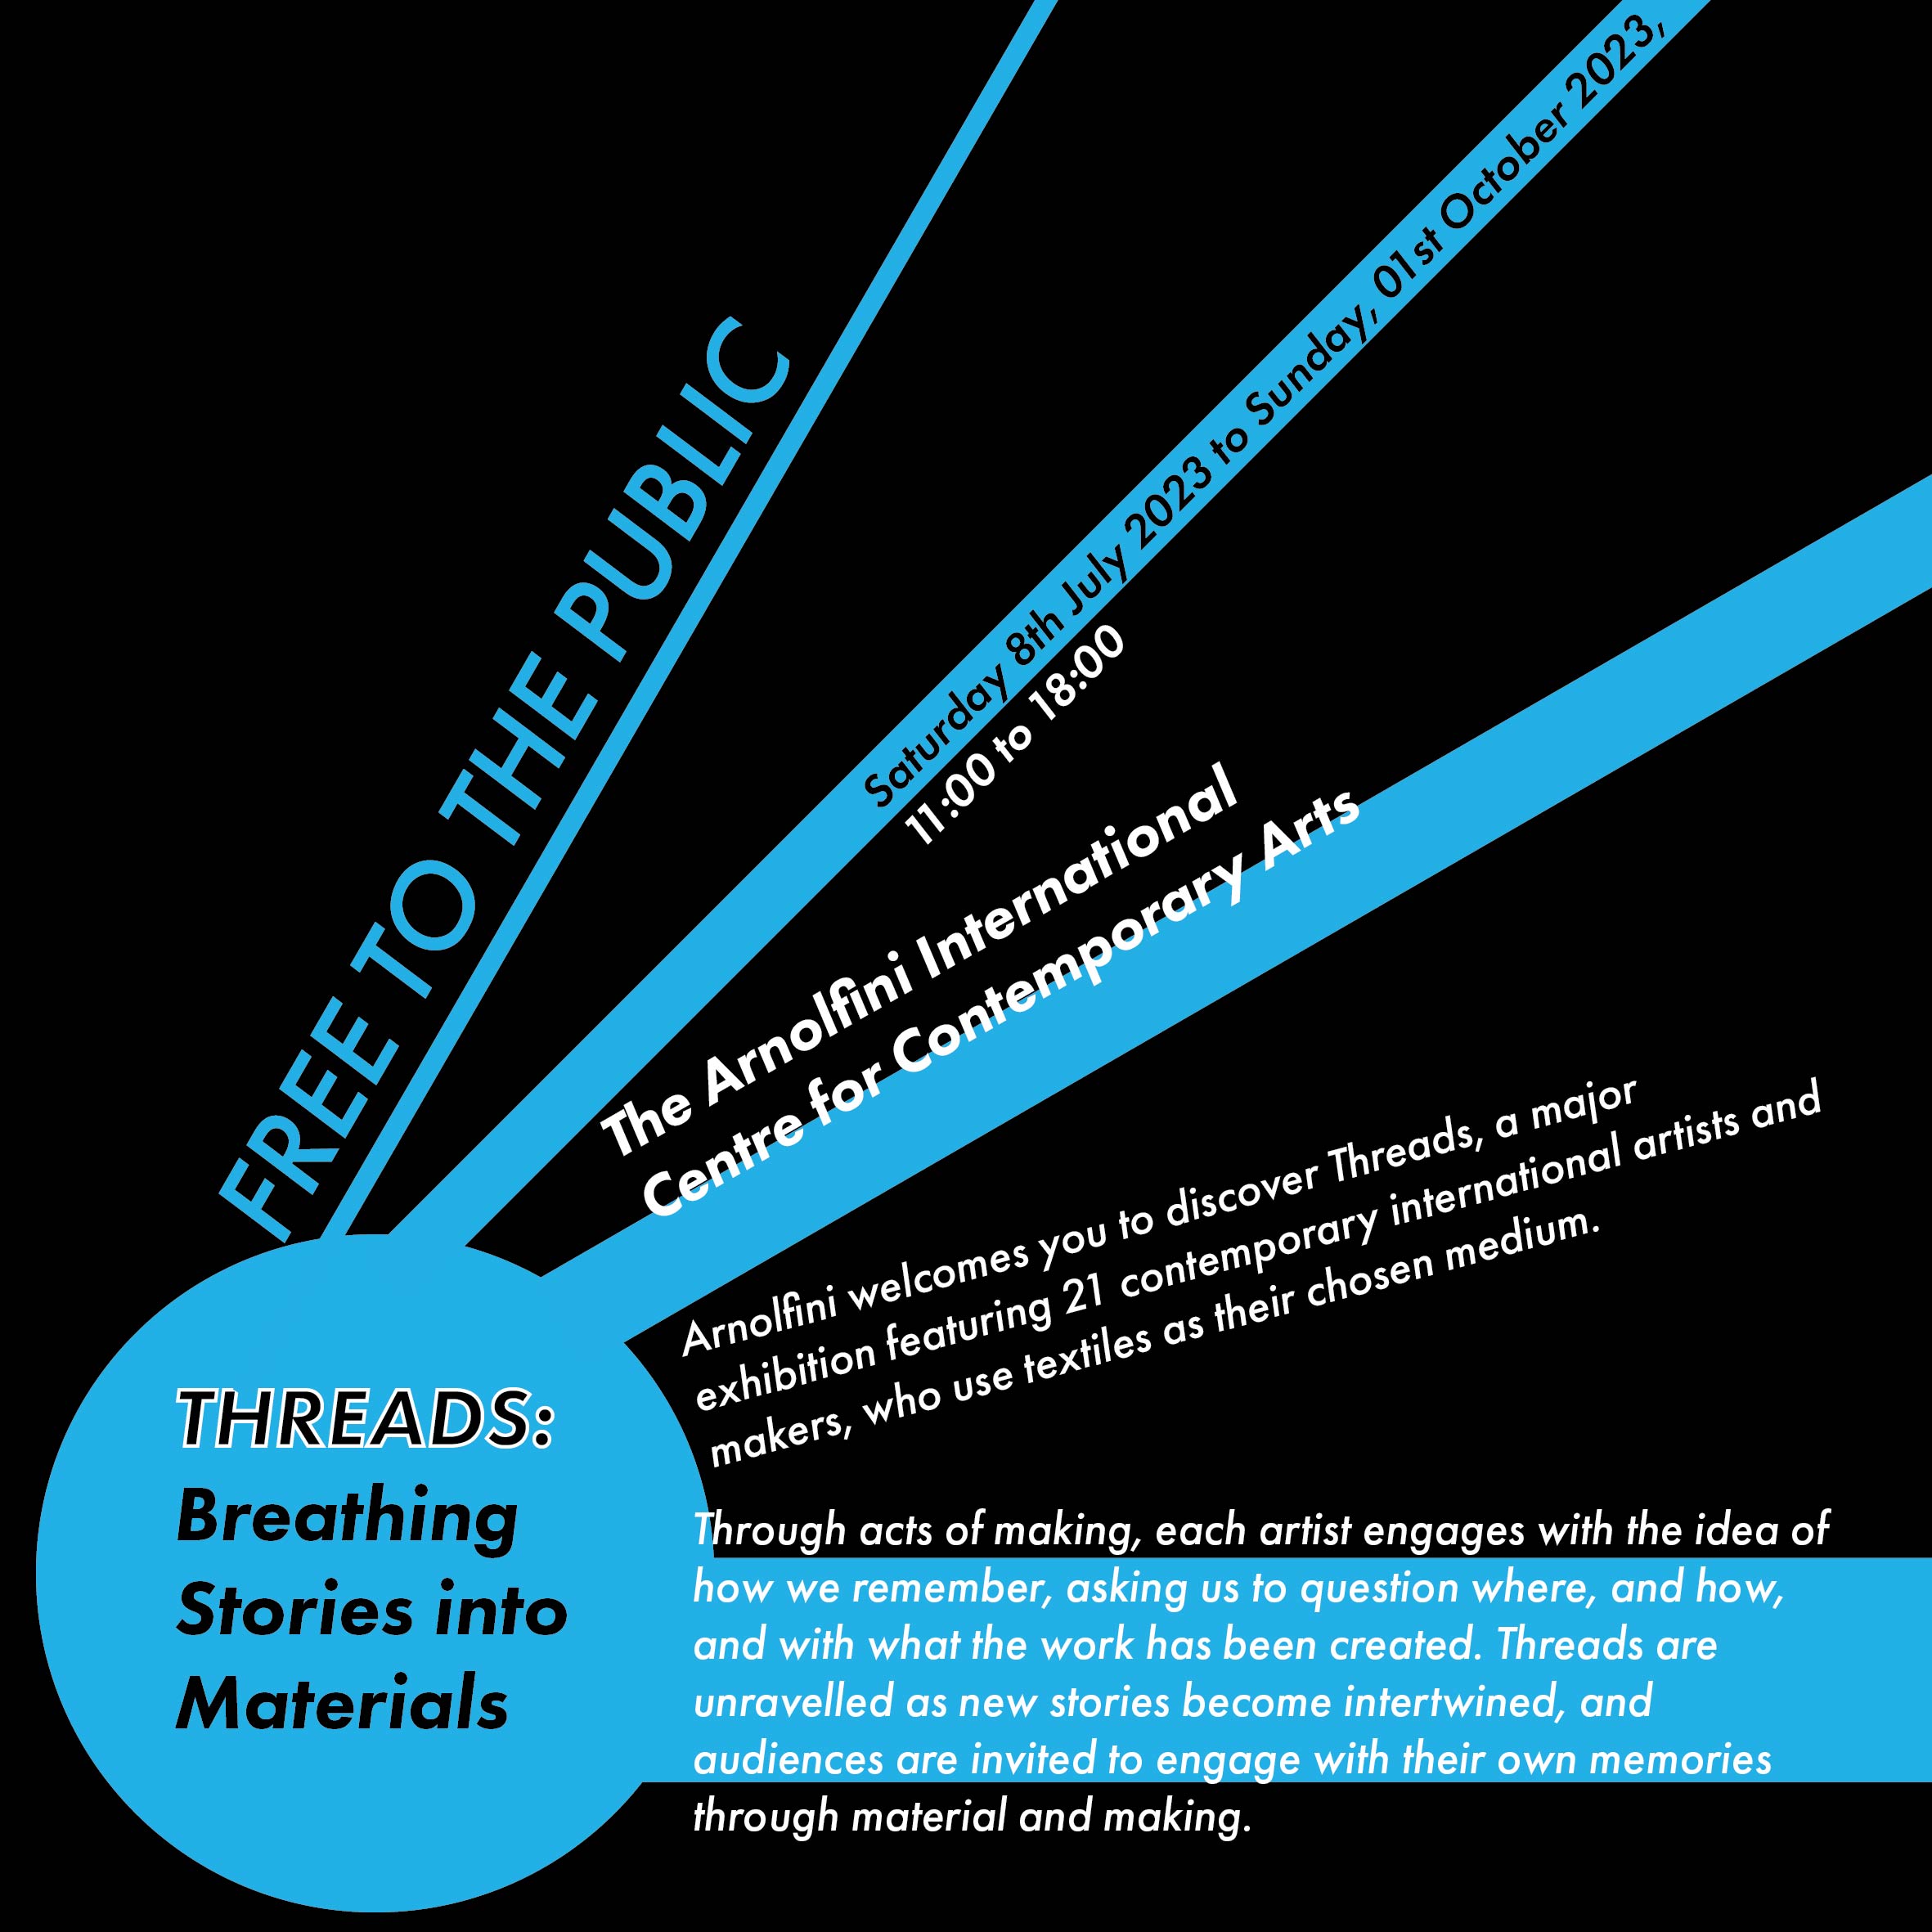 FREE TO THE PUBLIC
Saturday 8th July 2023 to Sunday, 01st October 2023,
11:00 to 18:00
The Arnolfini International
Centre for Contemporary Arts
Arnolfini welcomes you to discover Threads, a major
exhibition featuring 21 contemporary international artists and
makers, who use textiles as their chosen medium.
THREADS:
Breathing
Stories into
Materials
Through acts of making, each artist engages with the idea of
how we remember, asking us to question where, and how,
and with what the work has been created. Threads are
unravelled as new stories become intertwined, and
audiences are invited to engage with their own memories
through material and making.